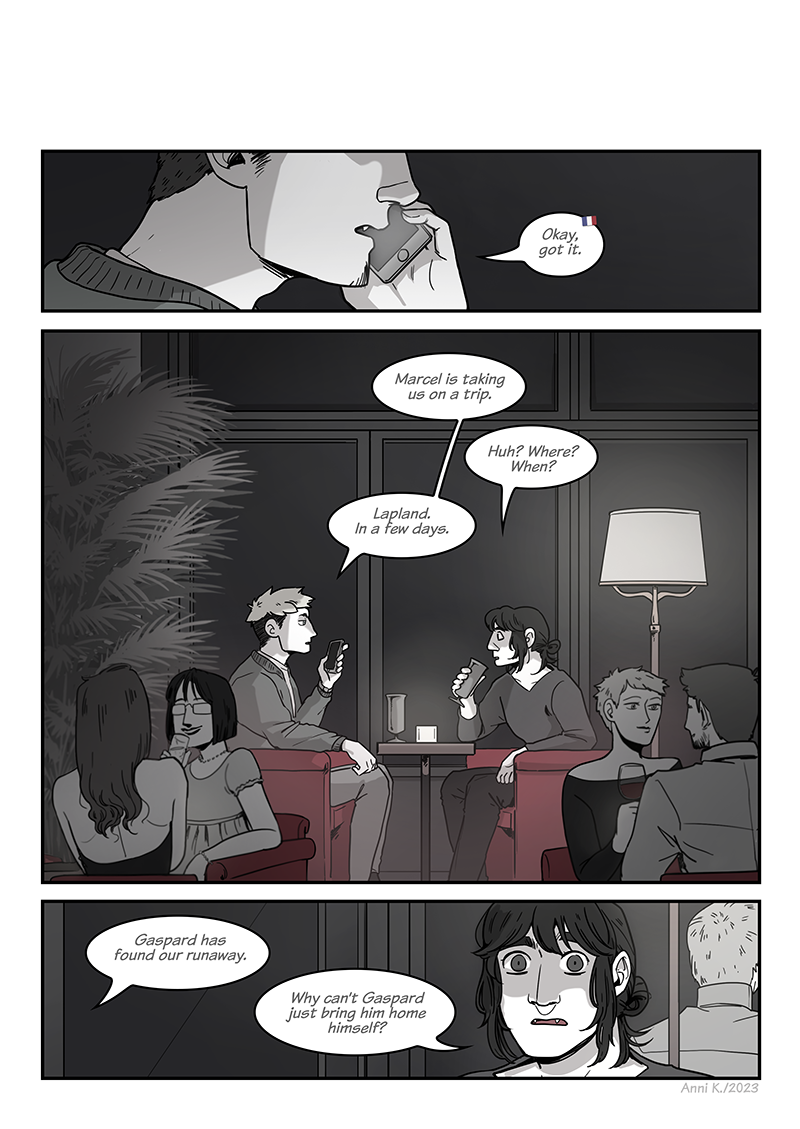 Okay,
got it.
Marcel is taking
us on a trip.
Huh? Where?
When?
Lapland.
In a few days.
Gaspard has
found our runaway.
Why can't Gaspard
just bring him home
himself?
Anni K./2023